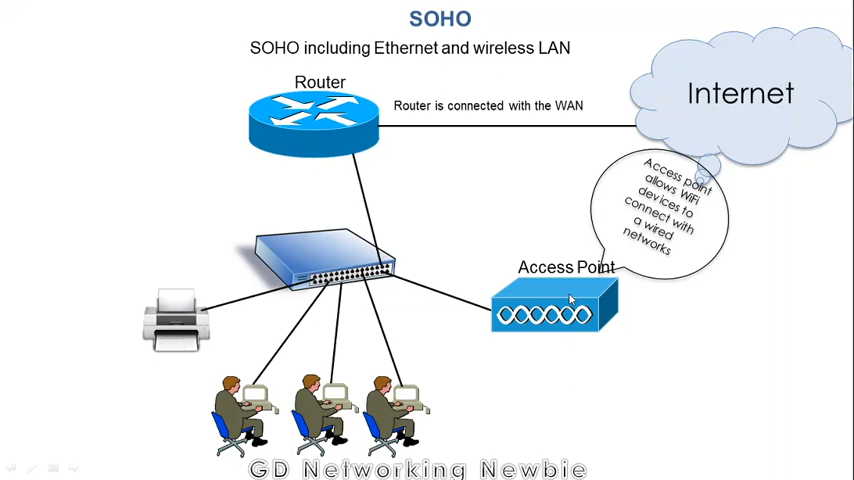 SOHO
SOHO including Ethernet and wireless LAN
Router
Router is connected with the WAN
Internet
Access point
allows WiFi
devices to
connect with
a wired
networks
Access Point
GD Networking Newbie